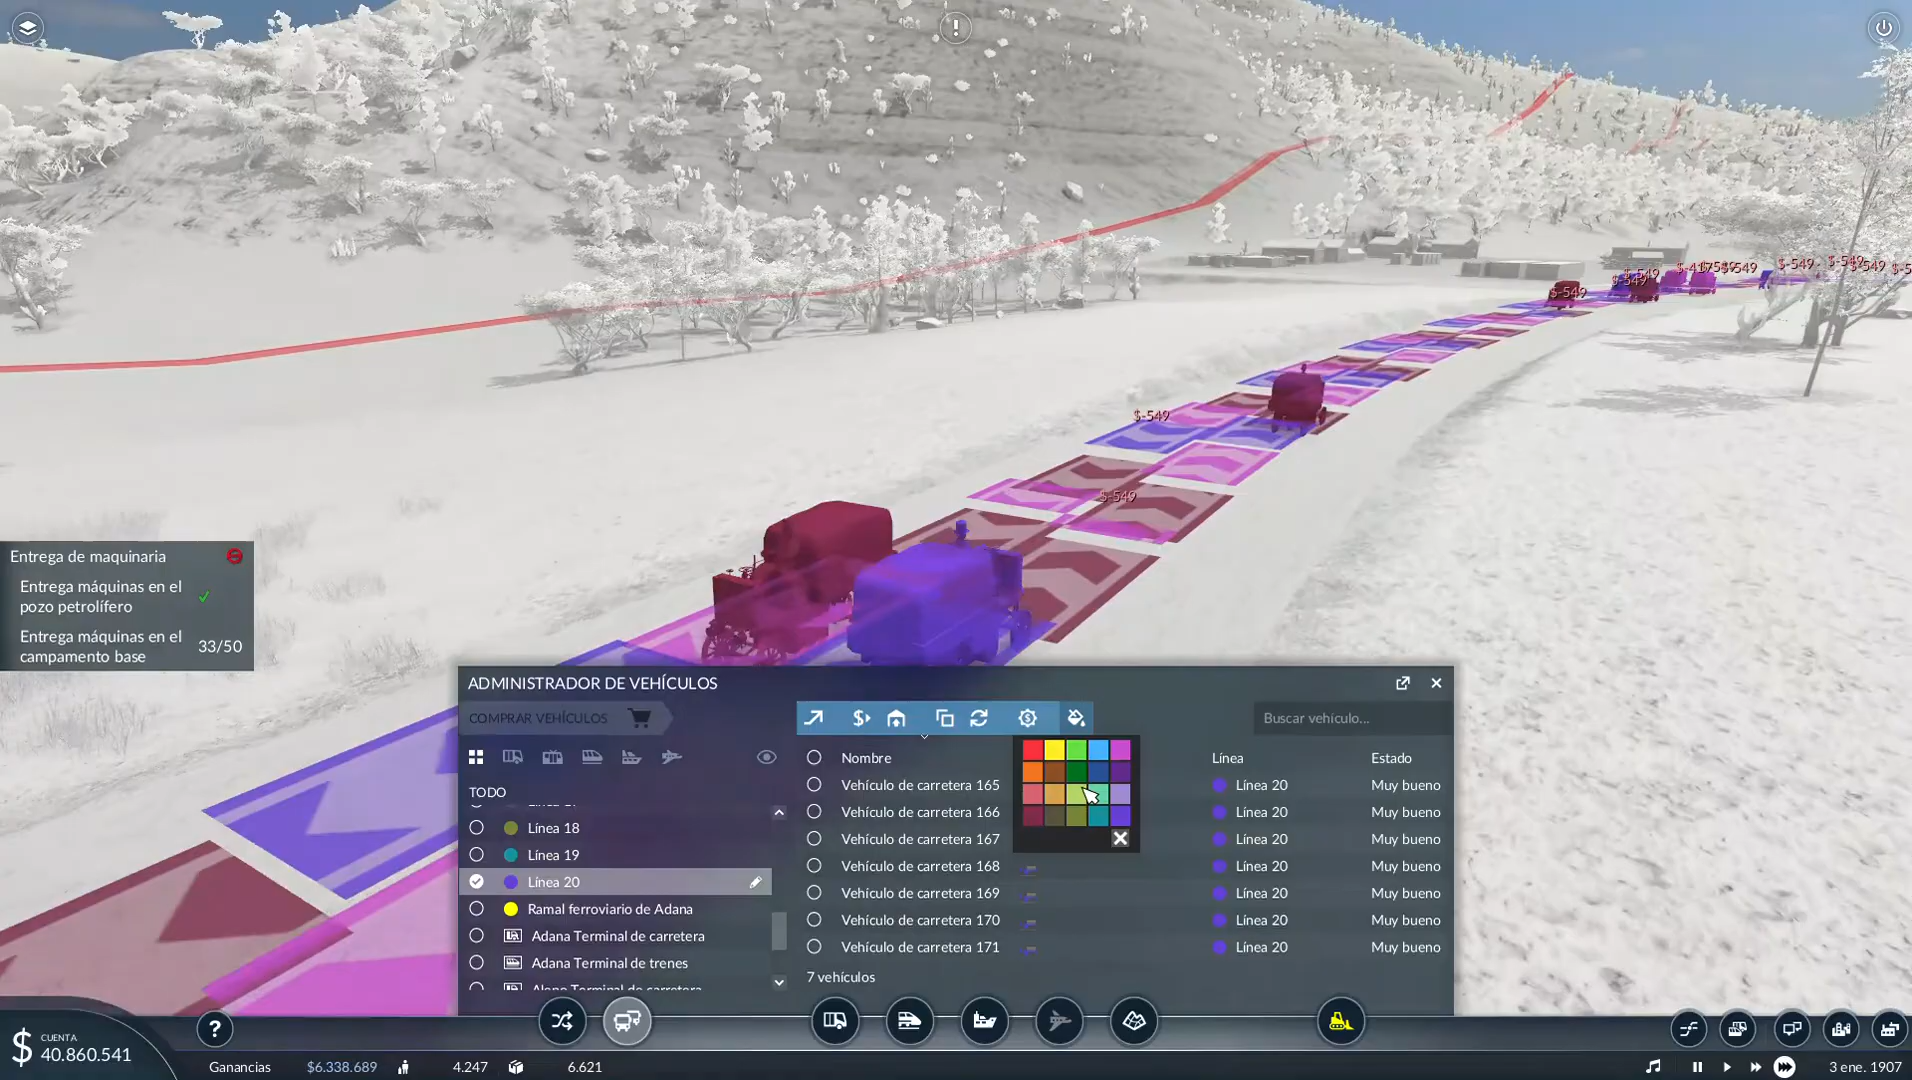 $-549
$-549
$-549
$-549
$-549
$-549
$-549
$-549
Entrega de maquinaria
Entrega máquinas en el
pozo petrolífero
Entrega máquinas en el
campamento base
33/50
ADMINISTRADOR DE VEHÍCULOS
COMPRAR VEHÍCULOS
Buscar vehículo...
TODO
Línea 18
Línea 19
Línea 20
Ramal ferroviario de Adana
Adana Terminal de carretera
Adana Terminal de trenes
Nombre Línea Estado
Vehículo de carretera 165 Línea 20 Muy bueno
Vehículo de carretera 166 Línea 20 Muy bueno
Vehículo de carretera 167 Línea 20 Muy bueno
Vehículo de carretera 168 Línea 20 Muy bueno
Vehículo de carretera 169 Línea 20 Muy bueno
Vehículo de carretera 170 Línea 20 Muy bueno
Vehículo de carretera 171 Línea 20 Muy bueno
7 vehículos
?
$ CUENTA
40.860.541
Ganancias $6.338.689 4.247 6.621
3 ene. 1907